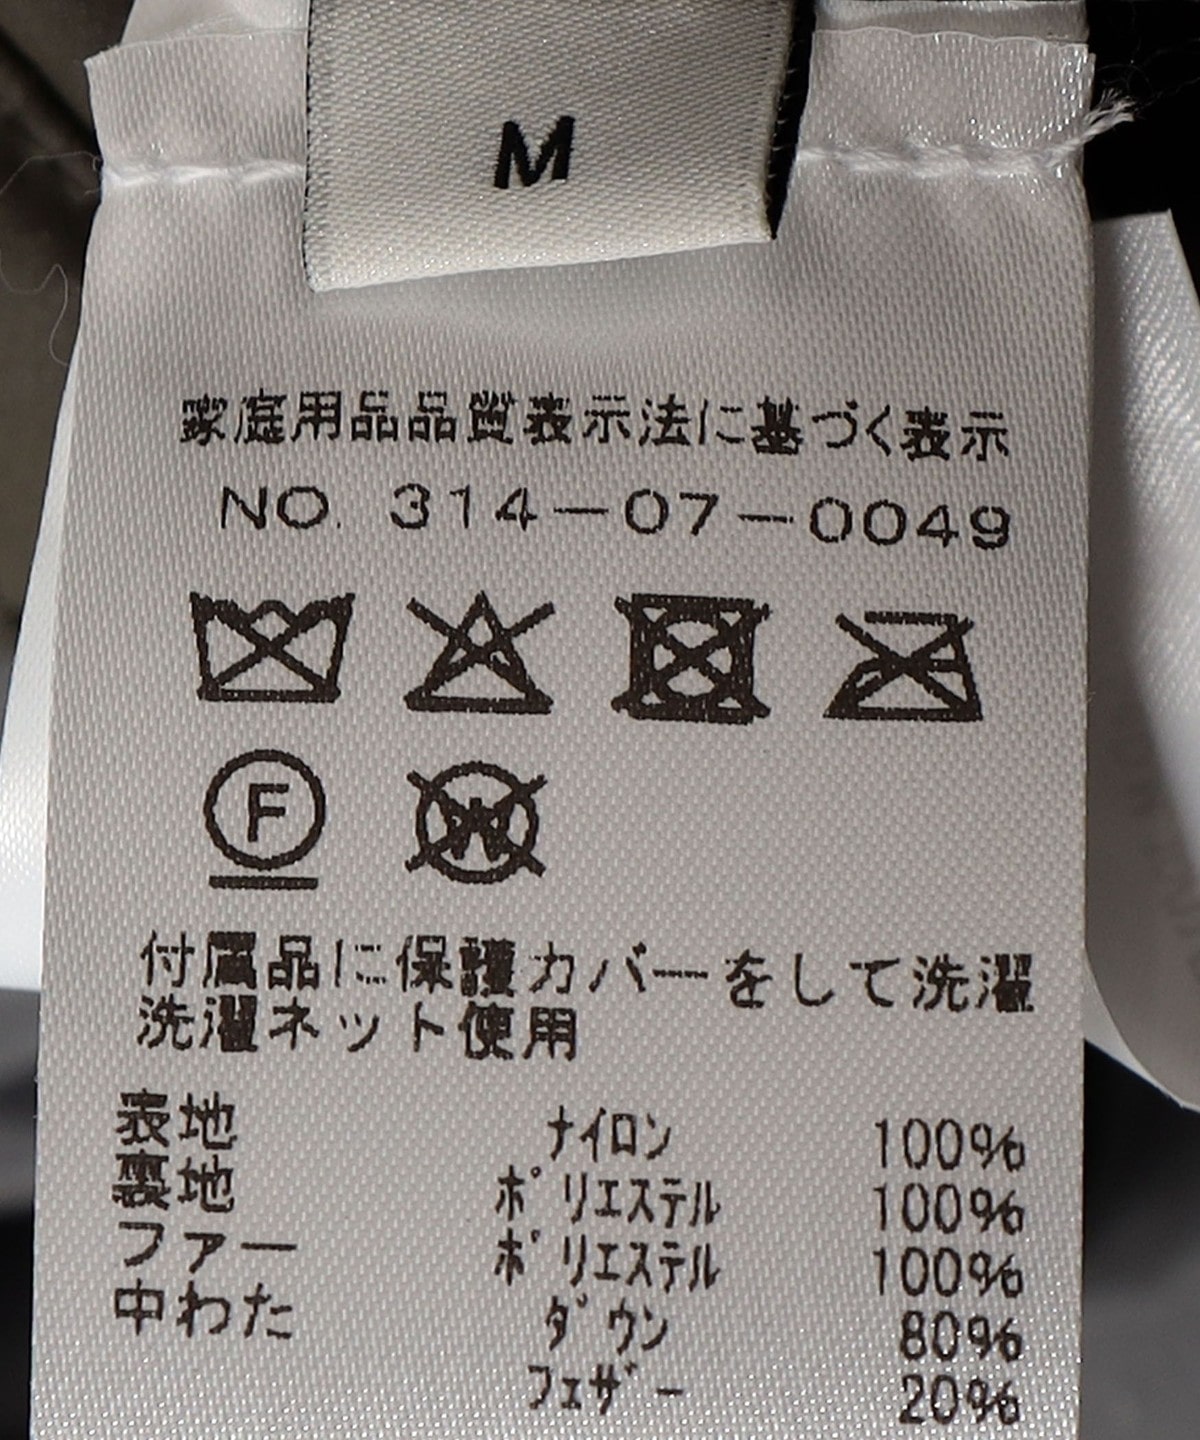 M
家庭用品品質表示法に基づく表示
NO. 314-07-0049
F W
付属品に保護カバーをして洗濯
洗濯ネット使用
表地 ナイロン 100%
裏地 ポリエステル 100%
ファー ポリエステル 100%
中わた ダウン 80%
フェザー 20%